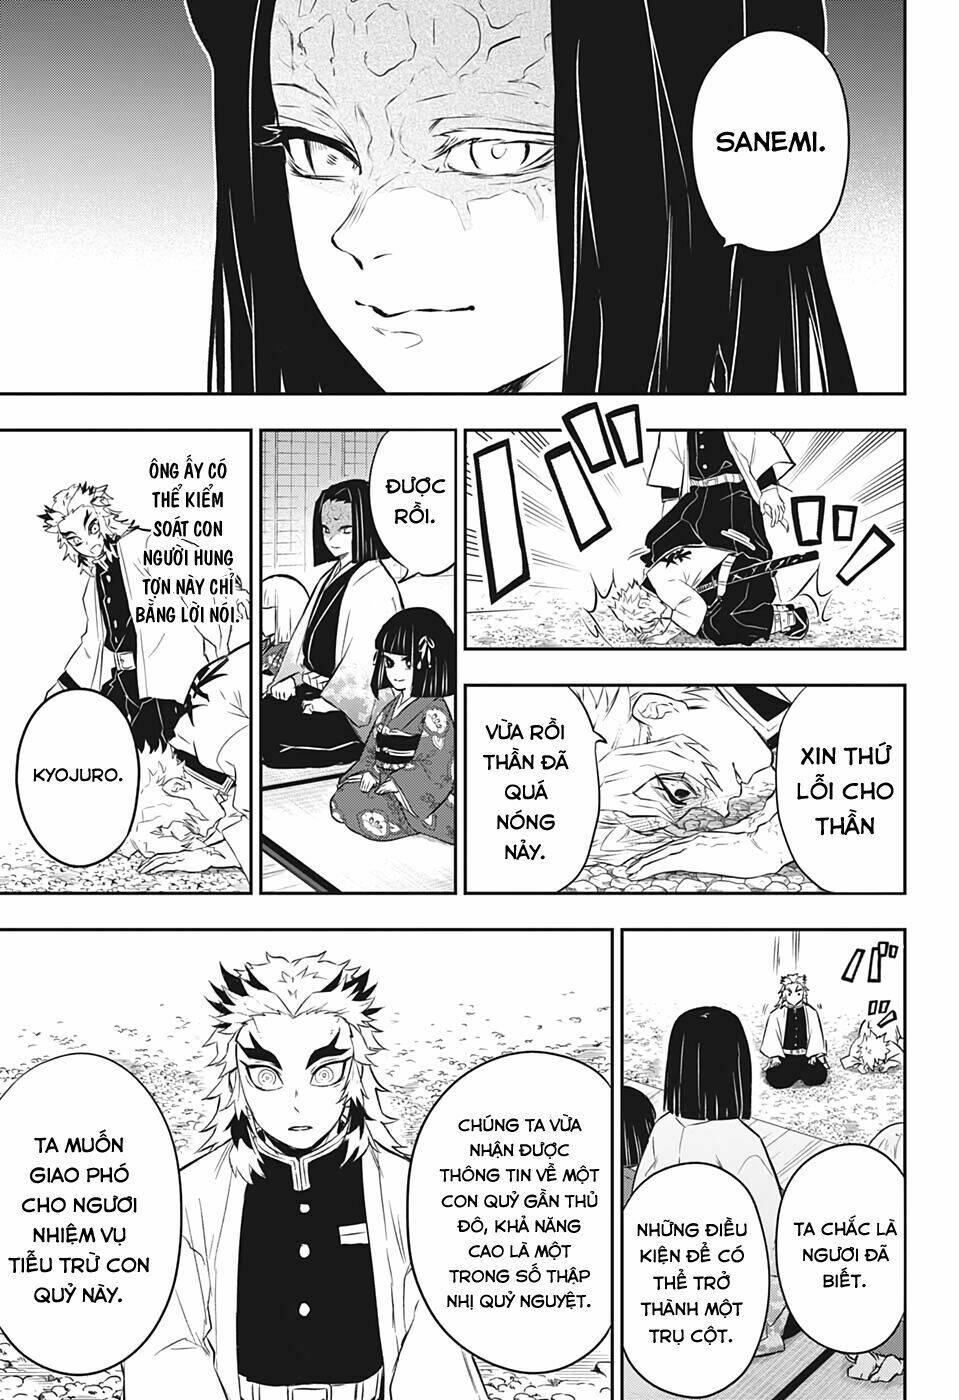 SANEMI.
XIN THỨ
LỖI CHO
THẦN
VỪA RỒI
THẦN ĐÃ
QUÁ
NÓNG
NẢY.
ĐƯỢC
RỒI.
ÔNG ẤY CÓ
THỂ KIỂM
SOÁT CON
NGƯỜI HUNG
TỢN NÀY CHỈ
BẰNG LỜI NÓI.
KYOJURO.
TA CHẮC LÀ
NGƯƠI ĐÃ
BIẾT.
NHỮNG ĐIỀU
KIỆN ĐỂ CÓ
THỂ TRỞ
THÀNH MỘT
TRỤ CỘT.
CHÚNG TA VỪA
NHẬN ĐƯỢC
THÔNG TIN VỀ MỘT
CON QUỶ GẦN THỦ
ĐÔ, KHẢ NĂNG
CAO LÀ MỘT
TRONG SỐ THẬP
NHỊ QUỶ NGUYỆT.
TA MUỐN
GIAO PHÓ
CHO NGƯƠI
NHIỆM VỤ
TIỄU TRỪ CON
QUỶ NÀY.